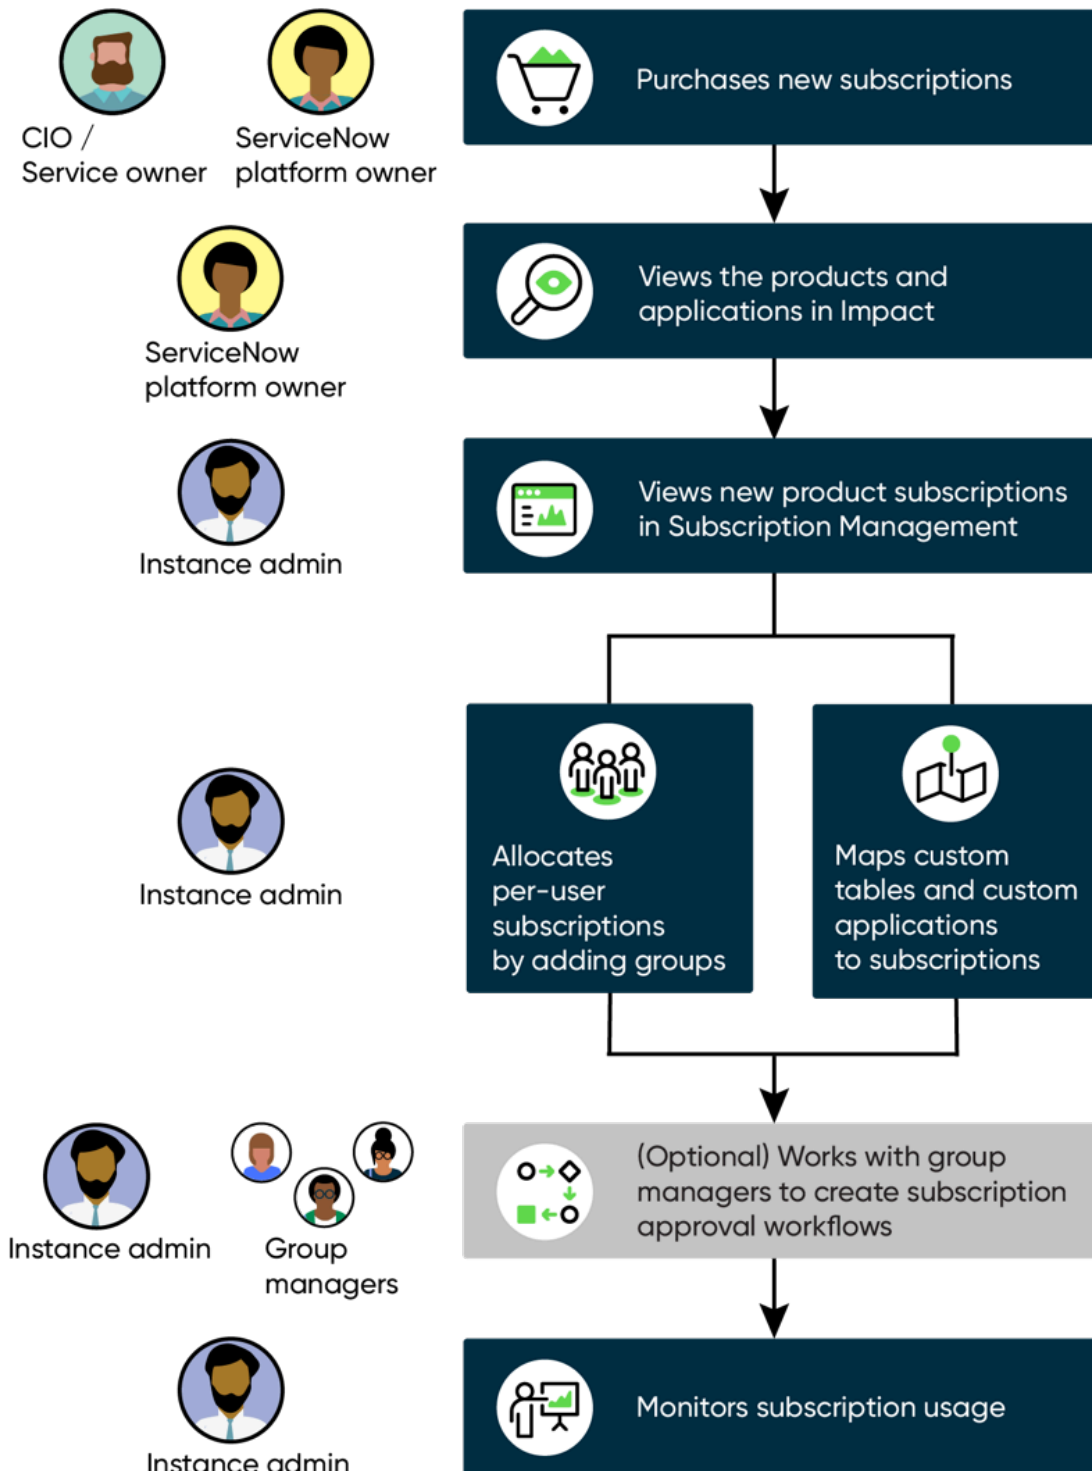 CIO /
Service owner
ServiceNow
platform owner
Purchases new subscriptions
ServiceNow
platform owner
Views the products and
applications in Impact
Instance admin
Views new product subscriptions
in Subscription Management
Instance admin
Allocates
per-user
subscriptions
by adding groups
Maps custom
tables and custom
applications
to subscriptions
Instance admin
Group
managers
(Optional) Works with group
managers to create subscription
approval workflows
Instance admin
Monitors subscription usage